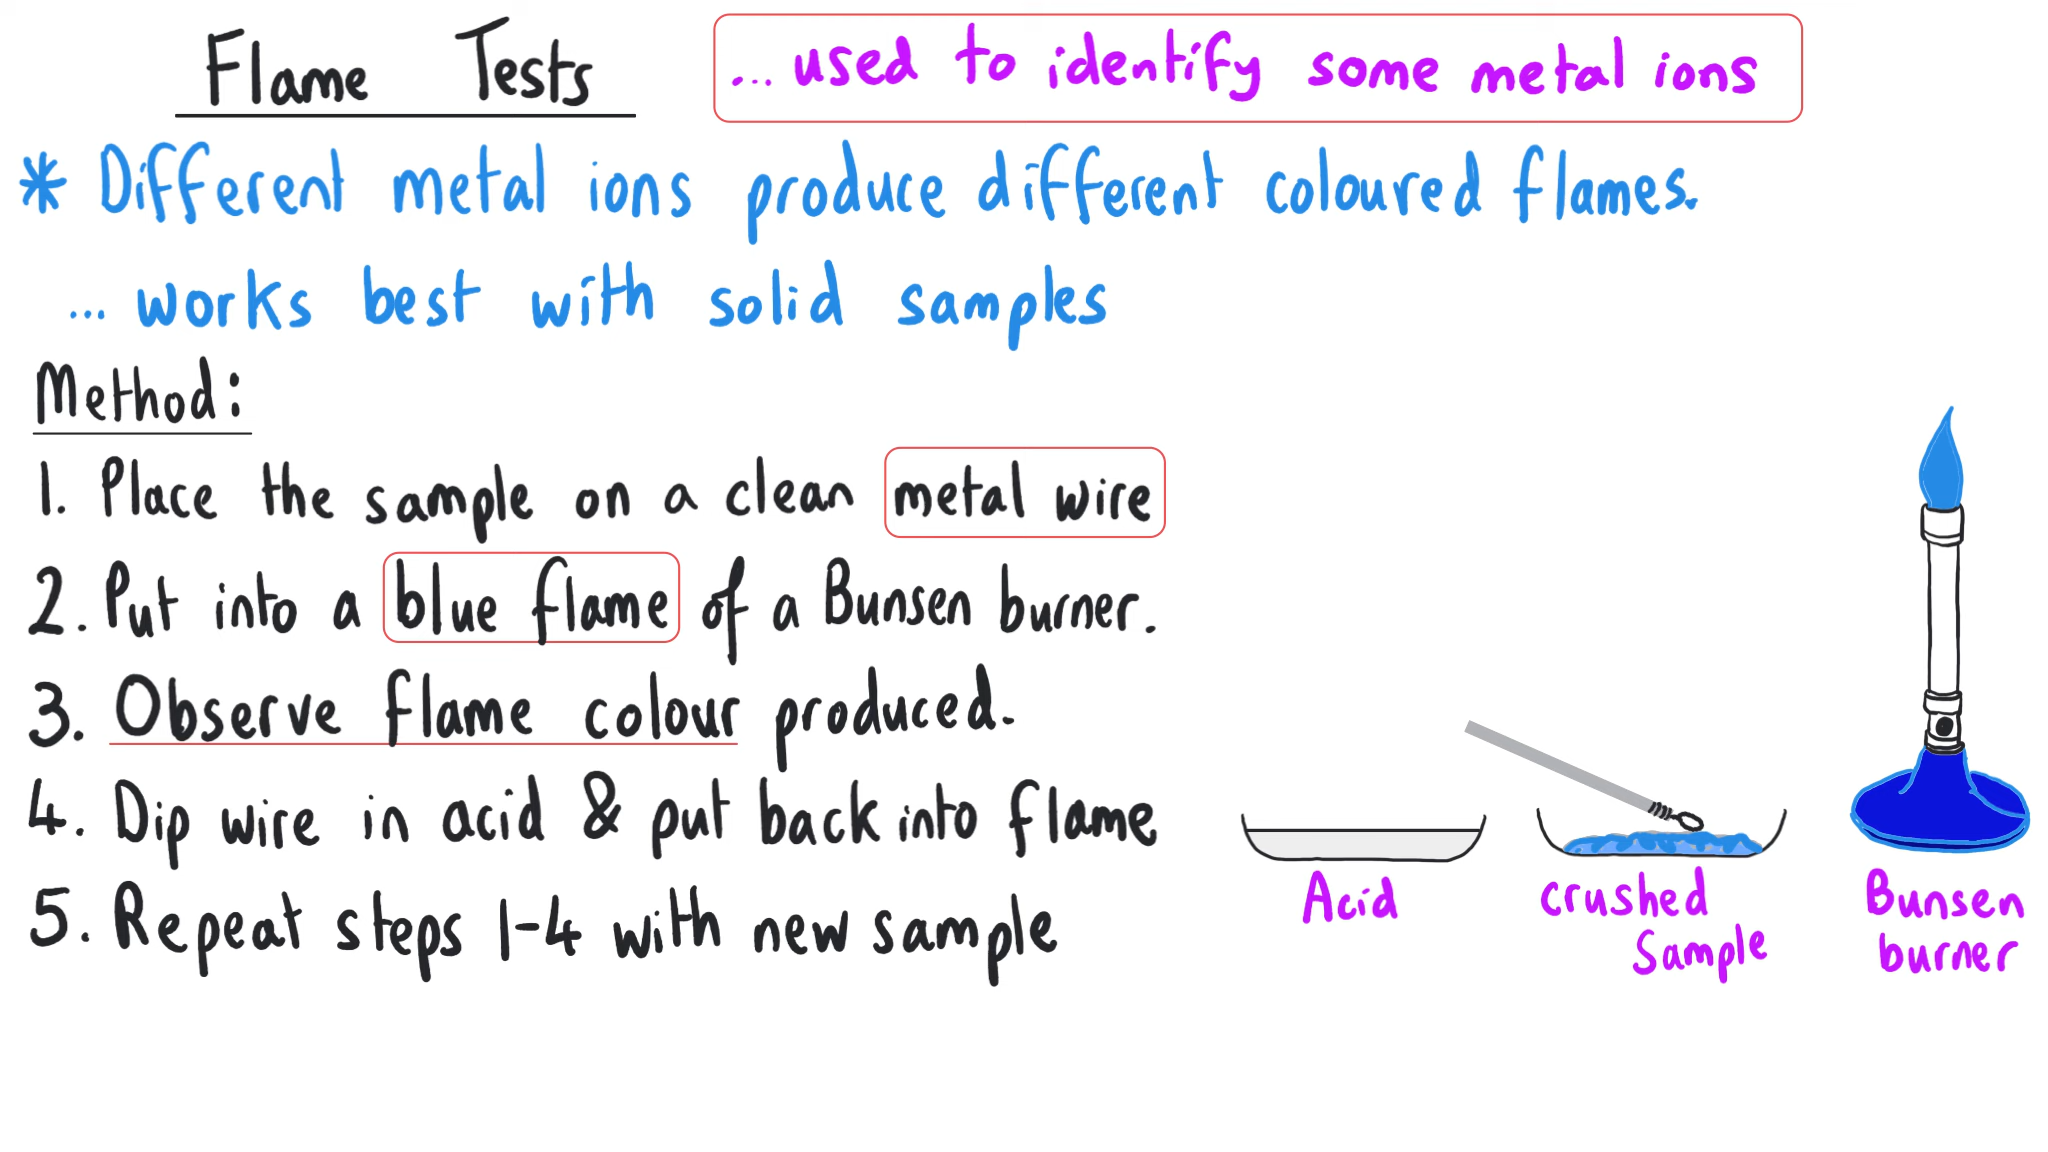 Flame Tests ... used to identify some metal ions
* Different metal ions produce different coloured flames.
... works best with solid samples
Method:
1. Place the sample on a clean metal wire
2. Put into a blue flame of a Bunsen burner.
3. Observe flame colour produced.
4. Dip wire in acid & put back into flame
5. Repeat steps 1-4 with new sample
Acid
crushed
sample
Bunsen
burner